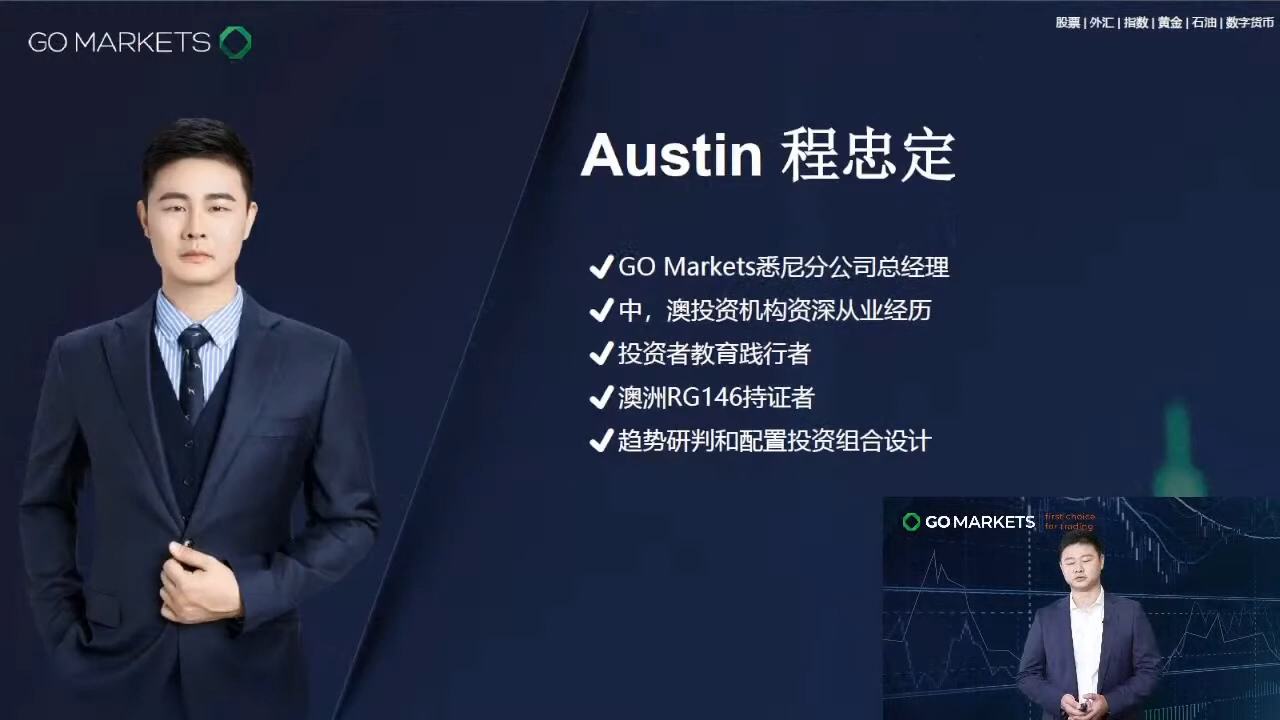 GO MARKETS
股票 | 外汇 | 指数 | 黄金 | 石油 | 数字货币
Austin 程忠定
GO Markets悉尼分公司总经理
中，澳投资机构资深从业经历
投资者教育践行者
澳洲RG146持证者
趋势研判和配置投资组合设计
GO MARKETS
first choice
for trading